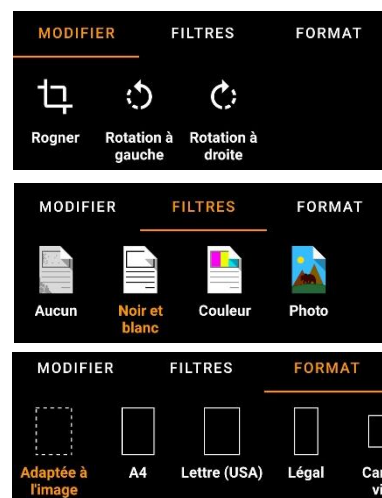 MODIFIER FILTRES FORMAT
Rogner Rotation à gauche Rotation à droite
MODIFIER FILTRES FORMAT
Aucun Noir et blanc Couleur Photo
MODIFIER FILTRES FORMAT
Adaptée à l'image A4 Lettre (USA) Légal